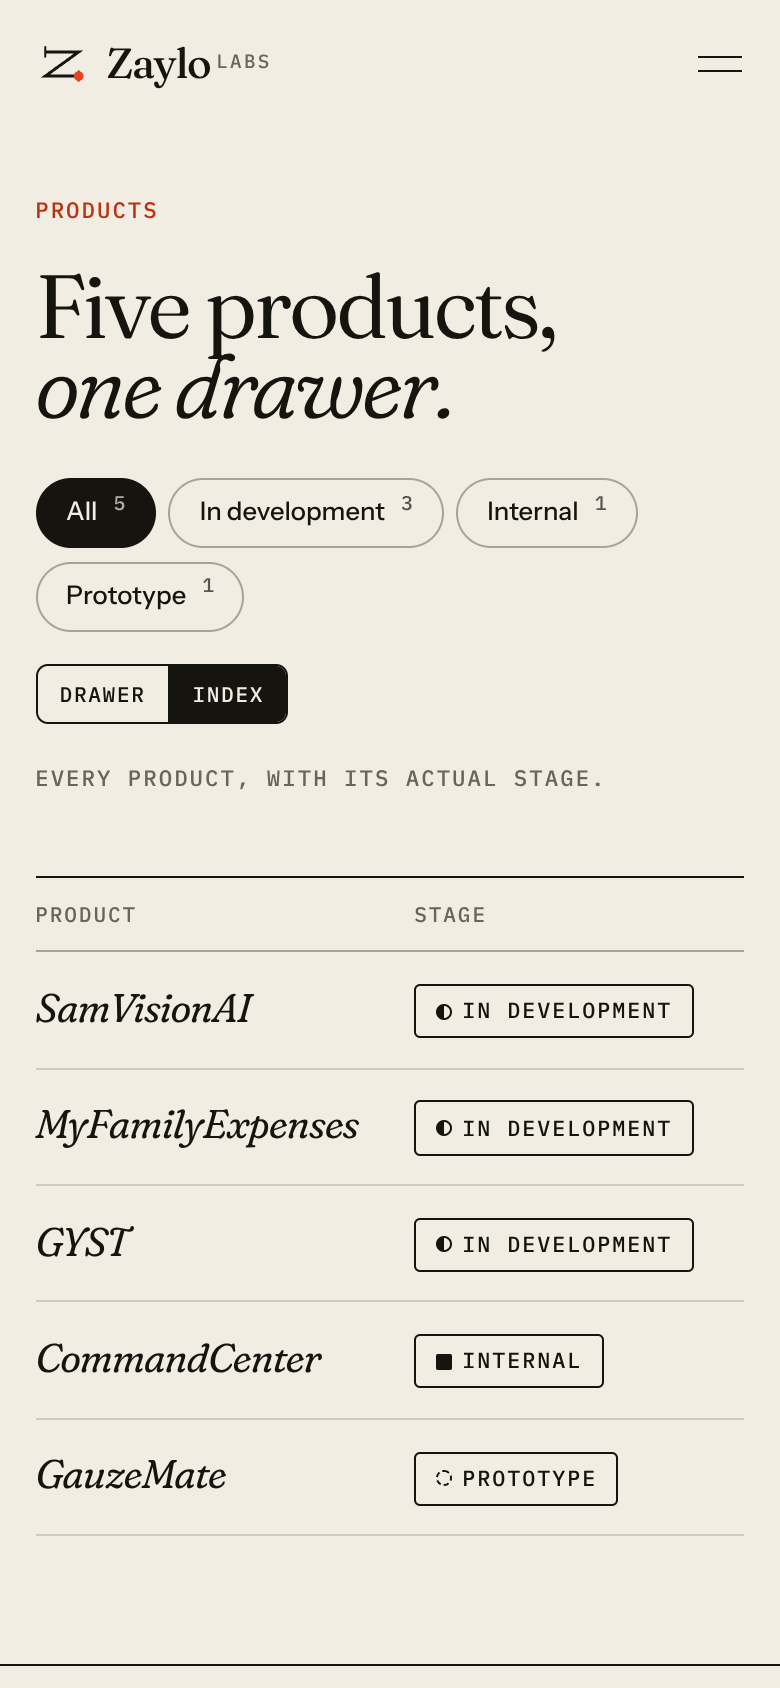 Zaylo LABS
PRODUCTS
Five products,
one drawer.
All 5 In development 3 Internal 1
Prototype 1
DRAWER INDEX
EVERY PRODUCT, WITH ITS ACTUAL STAGE.
PRODUCT STAGE
SamVisionAI IN DEVELOPMENT
MyFamilyExpenses IN DEVELOPMENT
GYST IN DEVELOPMENT
CommandCenter INTERNAL
GauzeMate PROTOTYPE